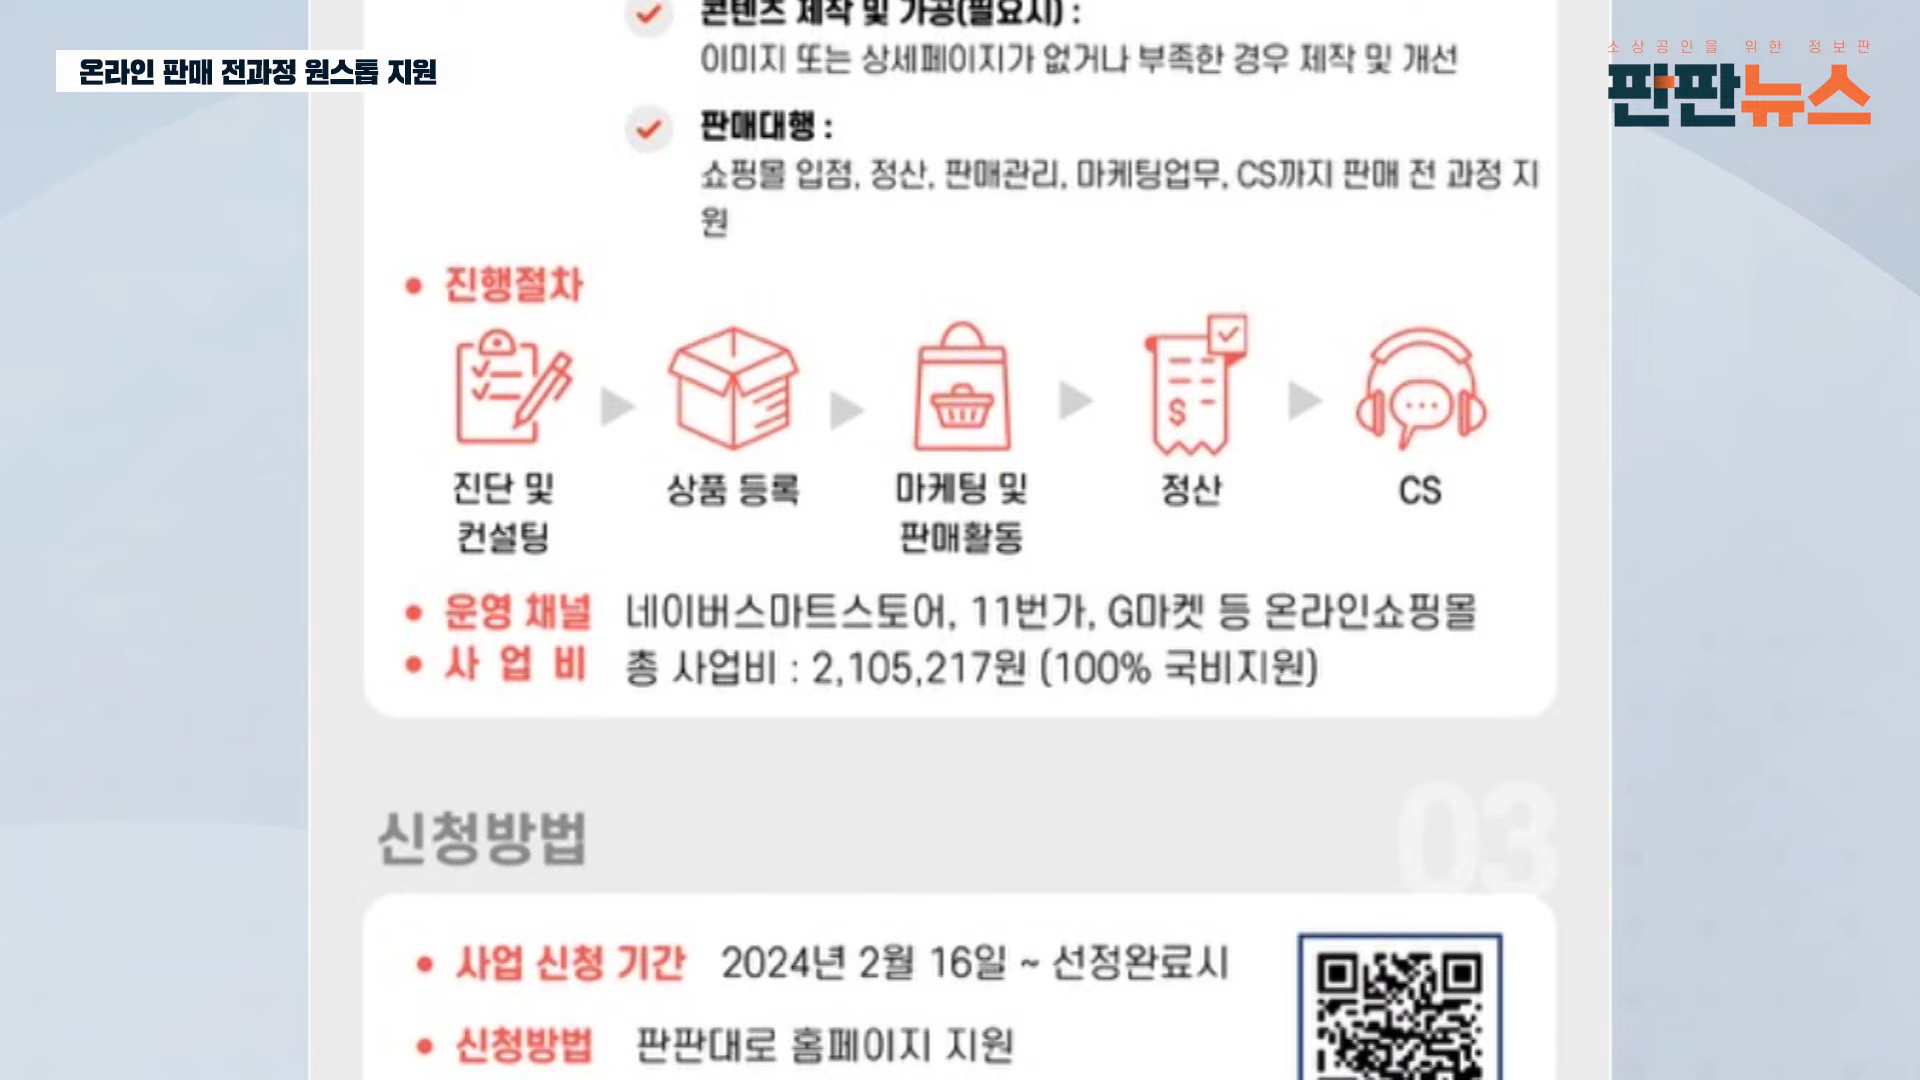 온라인 판매 전과정 원스톱 지원
소상공인을 위한 정보판
판판뉴스
콘텐츠 제작 및 가공(필요시) :
이미지 또는 상세페이지가 없거나 부족한 경우 제작 및 개선
판매대행 :
쇼핑몰 입점, 정산, 판매관리, 마케팅업무, CS까지 판매 전 과정 지
원
• 진행절차
진단 및
컨설팅
상품 등록
마케팅 및
판매활동
정산
CS
• 운영 채널 네이버스마트스토어, 11번가, G마켓 등 온라인쇼핑몰
• 사 업 비 총 사업비 : 2,105,217원 (100% 국비지원)
신청방법
03
• 사업 신청 기간 2024년 2월 16일 ~ 선정완료시
• 신청방법 판판대로 홈페이지 지원